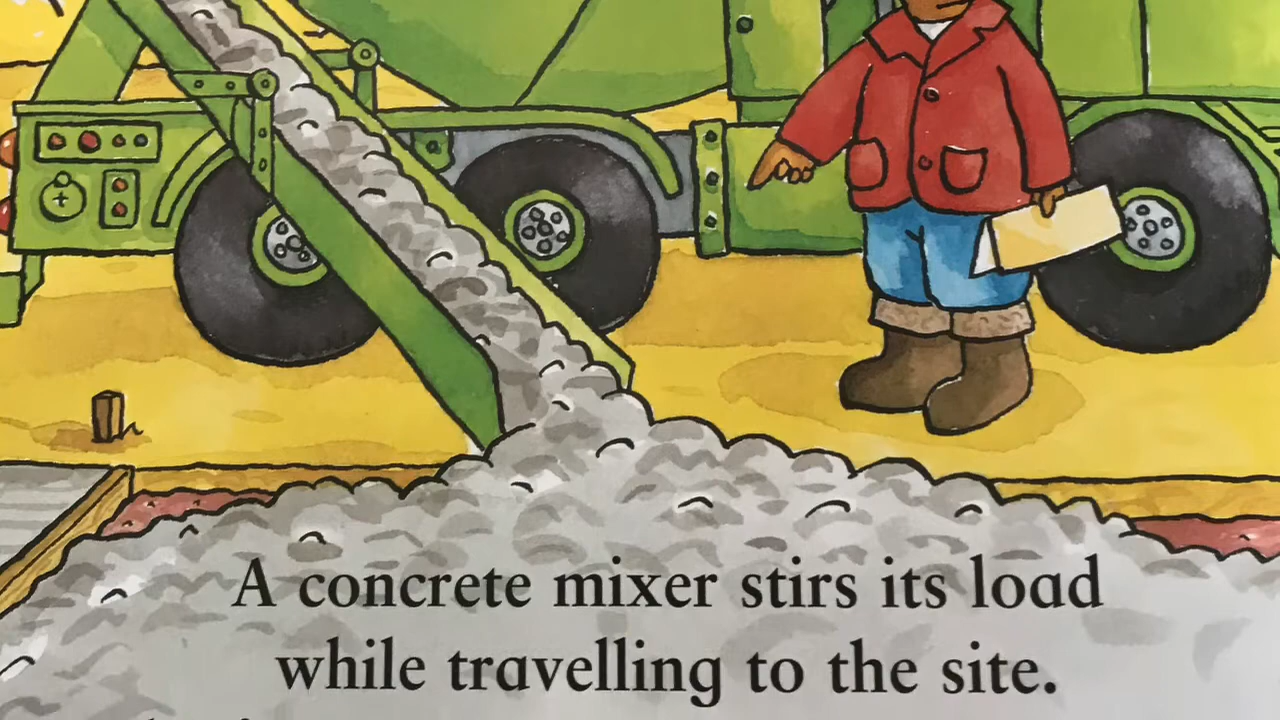 A concrete mixer stirs its load
while travelling to the site.